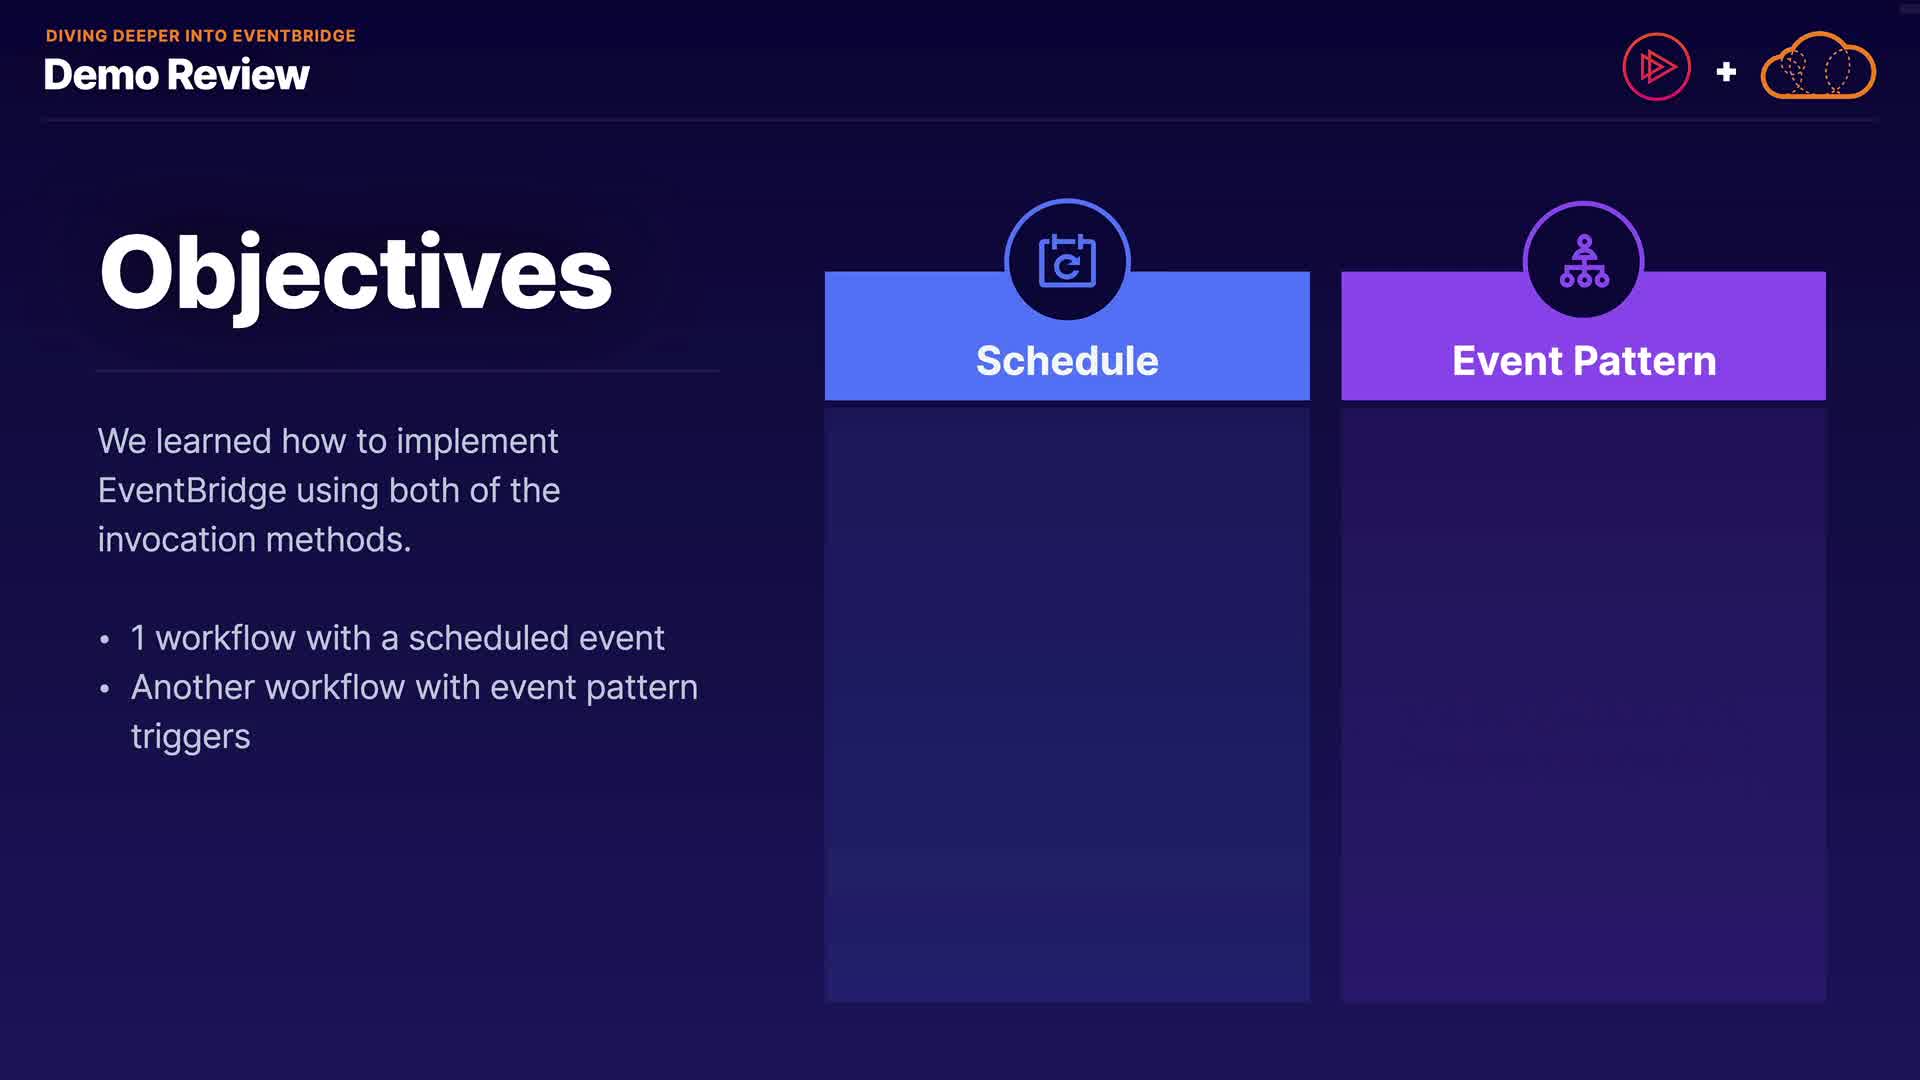 DIVING DEEPER INTO EVENTBRIDGE
Demo Review
+
Objectives
We learned how to implement
EventBridge using both of the
invocation methods.
• 1 workflow with a scheduled event
• Another workflow with event pattern
triggers
Schedule
Event Pattern